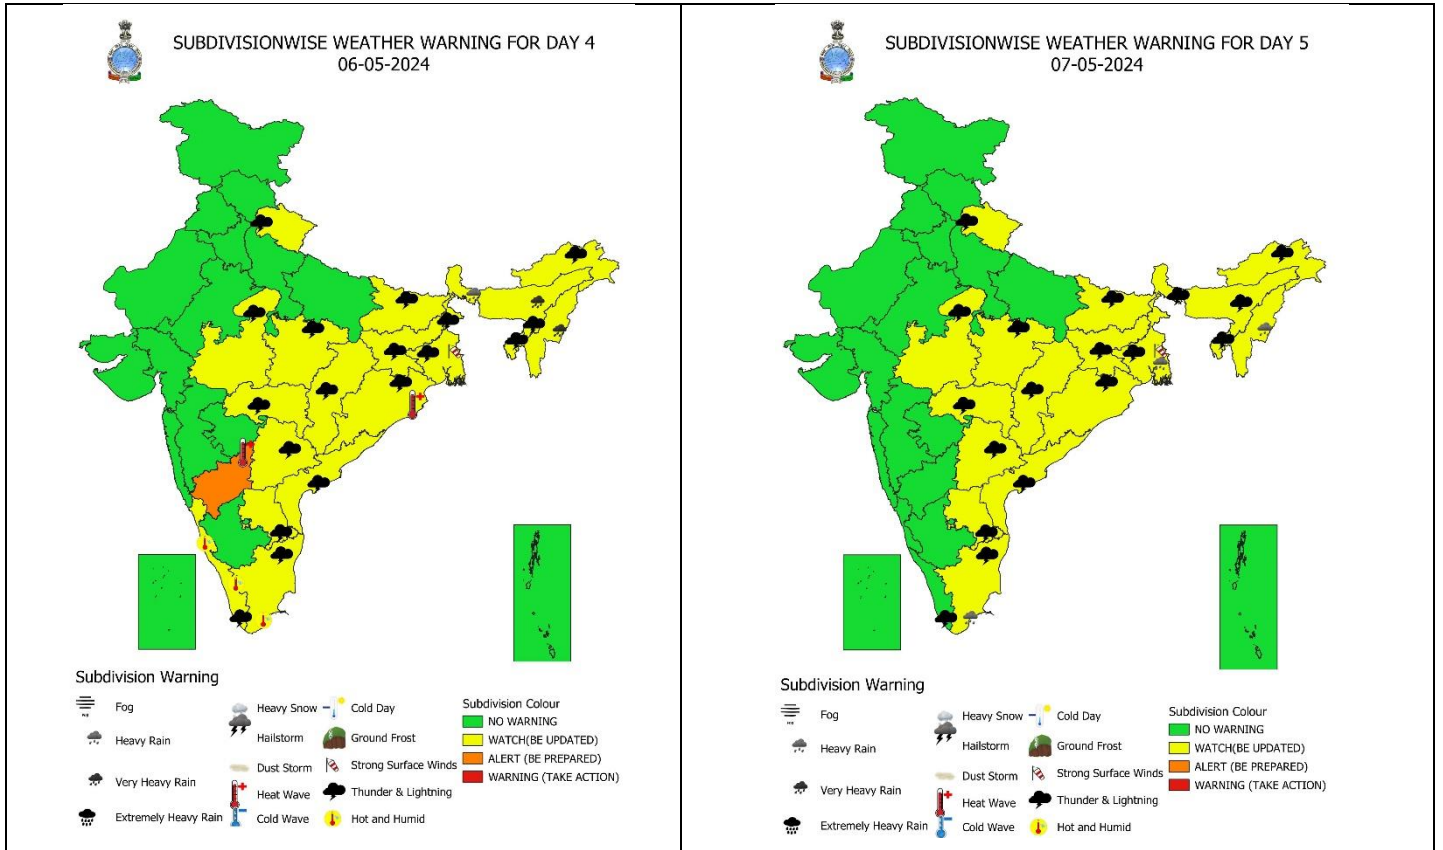 SUBDIVISIONWISE WEATHER WARNING FOR DAY 4
06-05-2024
Subdivision Warning
Fog
Heavy Rain
Very Heavy Rain
Extremely Heavy Rain
Heavy Snow
Hailstorm
Dust Storm
Heat Wave
Cold Wave
Cold Day
Ground Frost
Strong Surface Winds
Thunder & Lightning
Hot and Humid
Subdivision Colour
NO WARNING
WATCH(BE UPDATED)
ALERT (BE PREPARED)
WARNING (TAKE ACTION)
SUBDIVISIONWISE WEATHER WARNING FOR DAY 5
07-05-2024
Subdivision Warning
Fog
Heavy Rain
Very Heavy Rain
Extremely Heavy Rain
Heavy Snow
Hailstorm
Dust Storm
Heat Wave
Cold Wave
Cold Day
Ground Frost
Strong Surface Winds
Thunder & Lightning
Hot and Humid
Subdivision Colour
NO WARNING
WATCH(BE UPDATED)
ALERT (BE PREPARED)
WARNING (TAKE ACTION)